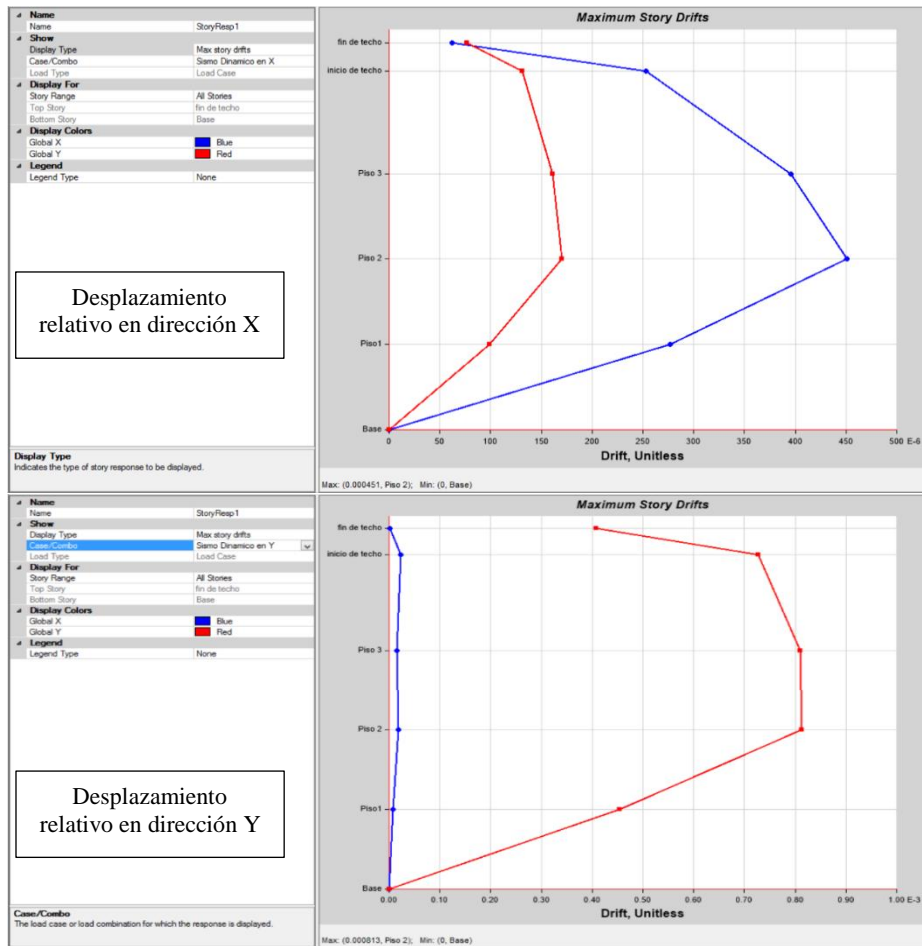 Name
Name StoryResp1
Show
Display Type Max story drifts
Case/Combo Sismo Dinamico en X
Load Type Load Case
Display For
Story Range All Stories
Top Story fin de techo
Bottom Story Base
Display Colors
Global X Blue
Global Y Red
Legend
Legend Type None
Desplazamiento
relativo en dirección X
Display Type
Indicates the type of story response to be displayed.
Maximum Story Drifts
fin de techo
inicio de techo
Piso 3
Piso 2
Piso1
Base
0 50 100 150 200 250 300 350 400 450 500 E-6
Drift, Unitless
Max: (0.000451, Piso 2); Min: (0, Base)
Name
Name StoryResp1
Show
Display Type Max story drifts
Case/Combo Sismo Dinamico en Y
Load Type Load Case
Display For
Story Range All Stories
Top Story fin de techo
Bottom Story Base
Display Colors
Global X Blue
Global Y Red
Legend
Legend Type None
Desplazamiento
relativo en dirección Y
Case/Combo
The load case or load combination for which the response is displayed.
Maximum Story Drifts
fin de techo
inicio de techo
Piso 3
Piso 2
Piso1
Base
0.00 0.10 0.20 0.30 0.40 0.50 0.60 0.70 0.80 0.90 1.00 E-3
Drift, Unitless
Max: (0.000813, Piso 2); Min: (0, Base)